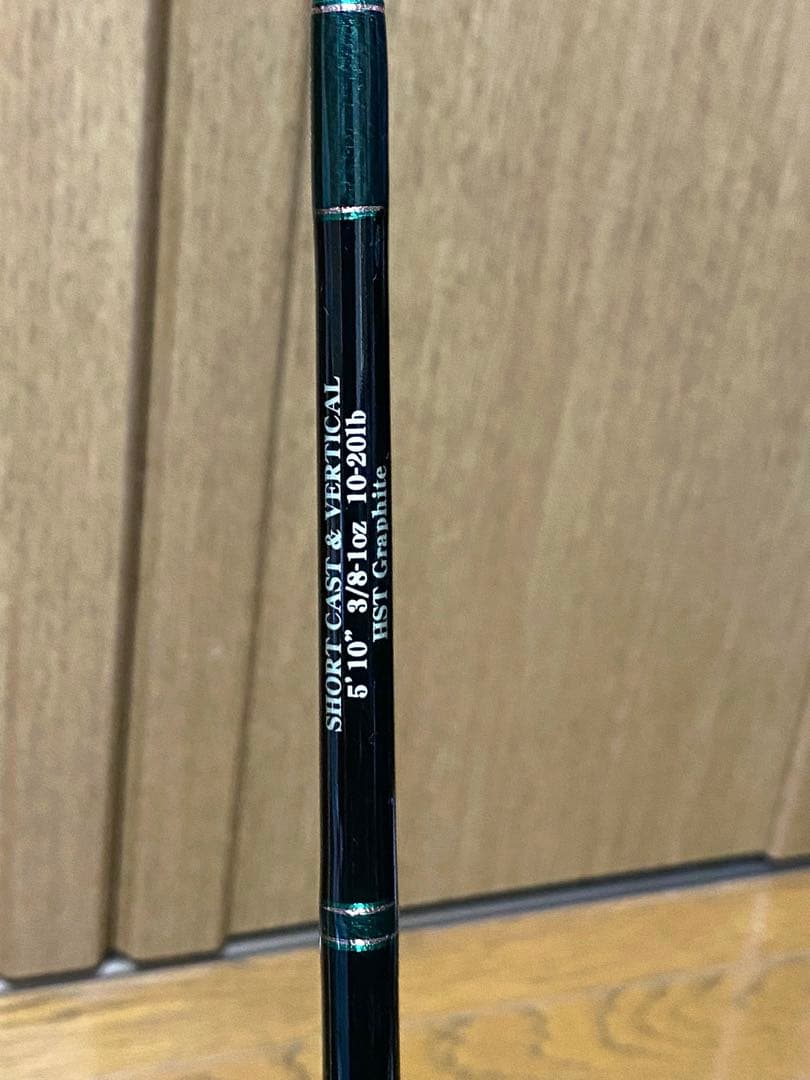 SHORT CAST & VERTICAL
5’10” 3/8-1oz 10-20lb
HST Graphite